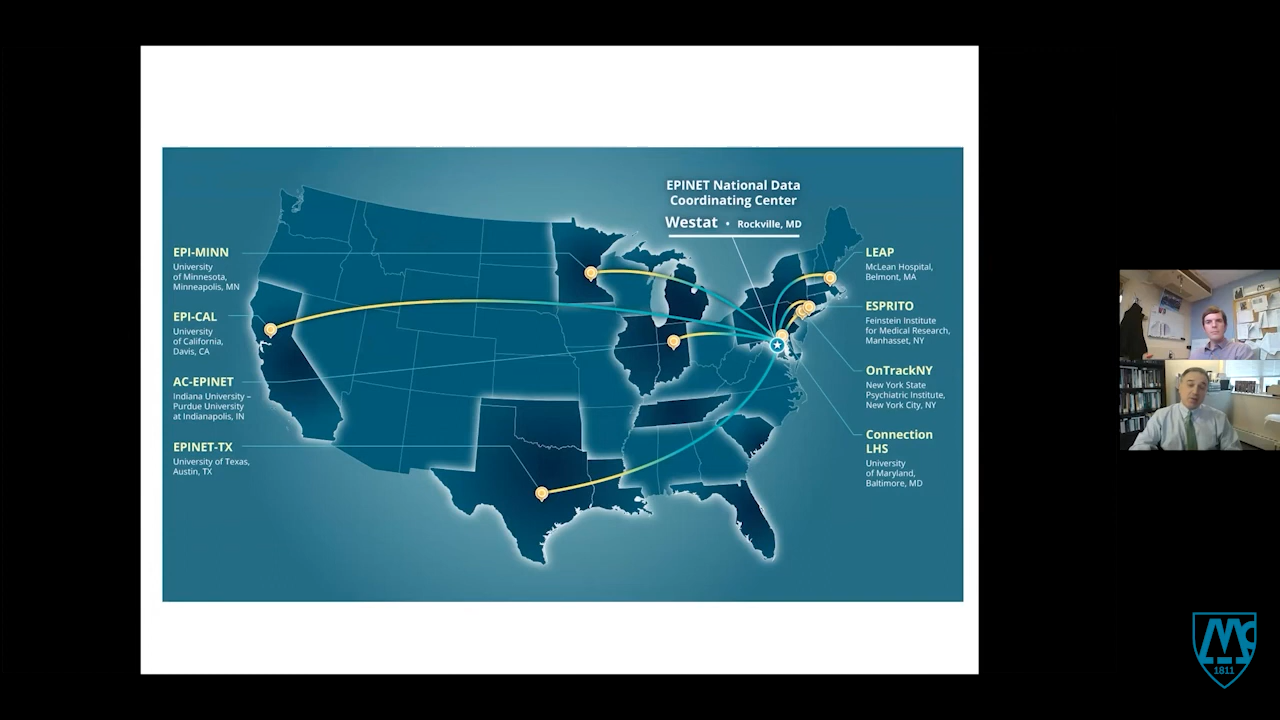 EPINET National Data
Coordinating Center
Westat • Rockville, MD
EPI-MINN
University
of Minnesota,
Minneapolis, MN
EPI-CAL
University
of California,
Davis, CA
AC-EPINET
Indiana University –
Purdue University
at Indianapolis, IN
EPINET-TX
University of Texas,
Austin, TX
LEAP
McLean Hospital,
Belmont, MA
ESPRITO
Feinstein Institute
for Medical Research,
Manhasset, NY
OnTrackNY
New York State
Psychiatric Institute,
New York City, NY
Connection
LHS
University
of Maryland,
Baltimore, MD
Mc
1811